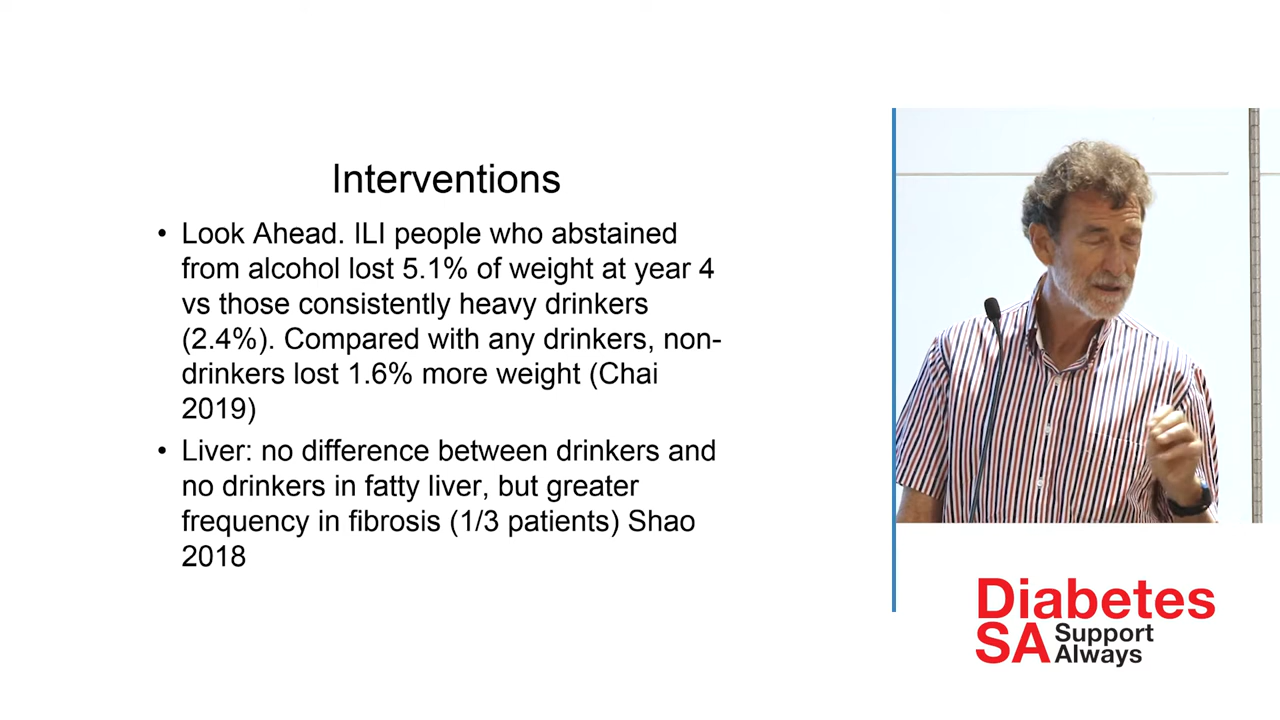 Interventions
• Look Ahead. ILI people who abstained
from alcohol lost 5.1% of weight at year 4
vs those consistently heavy drinkers
(2.4%). Compared with any drinkers, non-
drinkers lost 1.6% more weight (Chai
2019)
• Liver: no difference between drinkers and
no drinkers in fatty liver, but greater
frequency in fibrosis (1/3 patients) Shao
2018
Diabetes
SA Support
Always